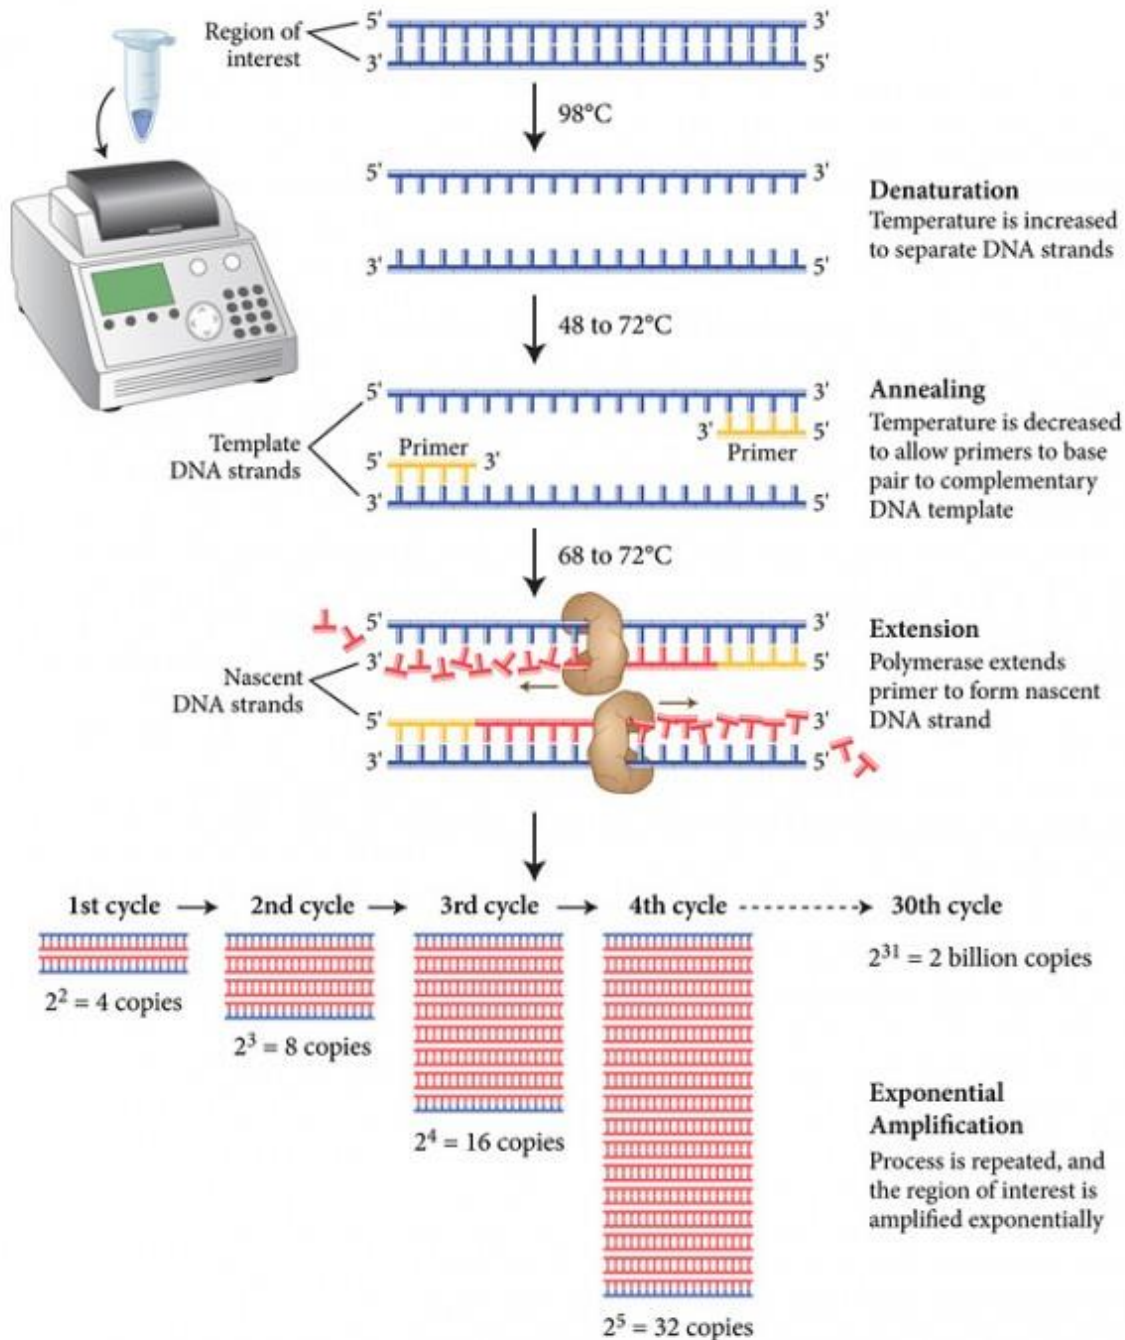 Region of
interest
5'
3'
3'
5'
98°C
5'
3'
3'
5'
Denaturation
Temperature is increased
to separate DNA strands
48 to 72°C
5'
3'
3'
5'
Primer
Template
DNA strands
Primer
5'
3'
3'
5'
Annealing
Temperature is decreased
to allow primers to base
pair to complementary
DNA template
68 to 72°C
5'
3'
3'
5'
Nascent
DNA strands
5'
3'
3'
5'
Extension
Polymerase extends
primer to form nascent
DNA strand
1st cycle
2nd cycle
3rd cycle
4th cycle
30th cycle
2² = 4 copies
2³ = 8 copies
2⁴ = 16 copies
2⁵ = 32 copies
2³¹ = 2 billion copies
Exponential
Amplification
Process is repeated, and
the region of interest is
amplified exponentially